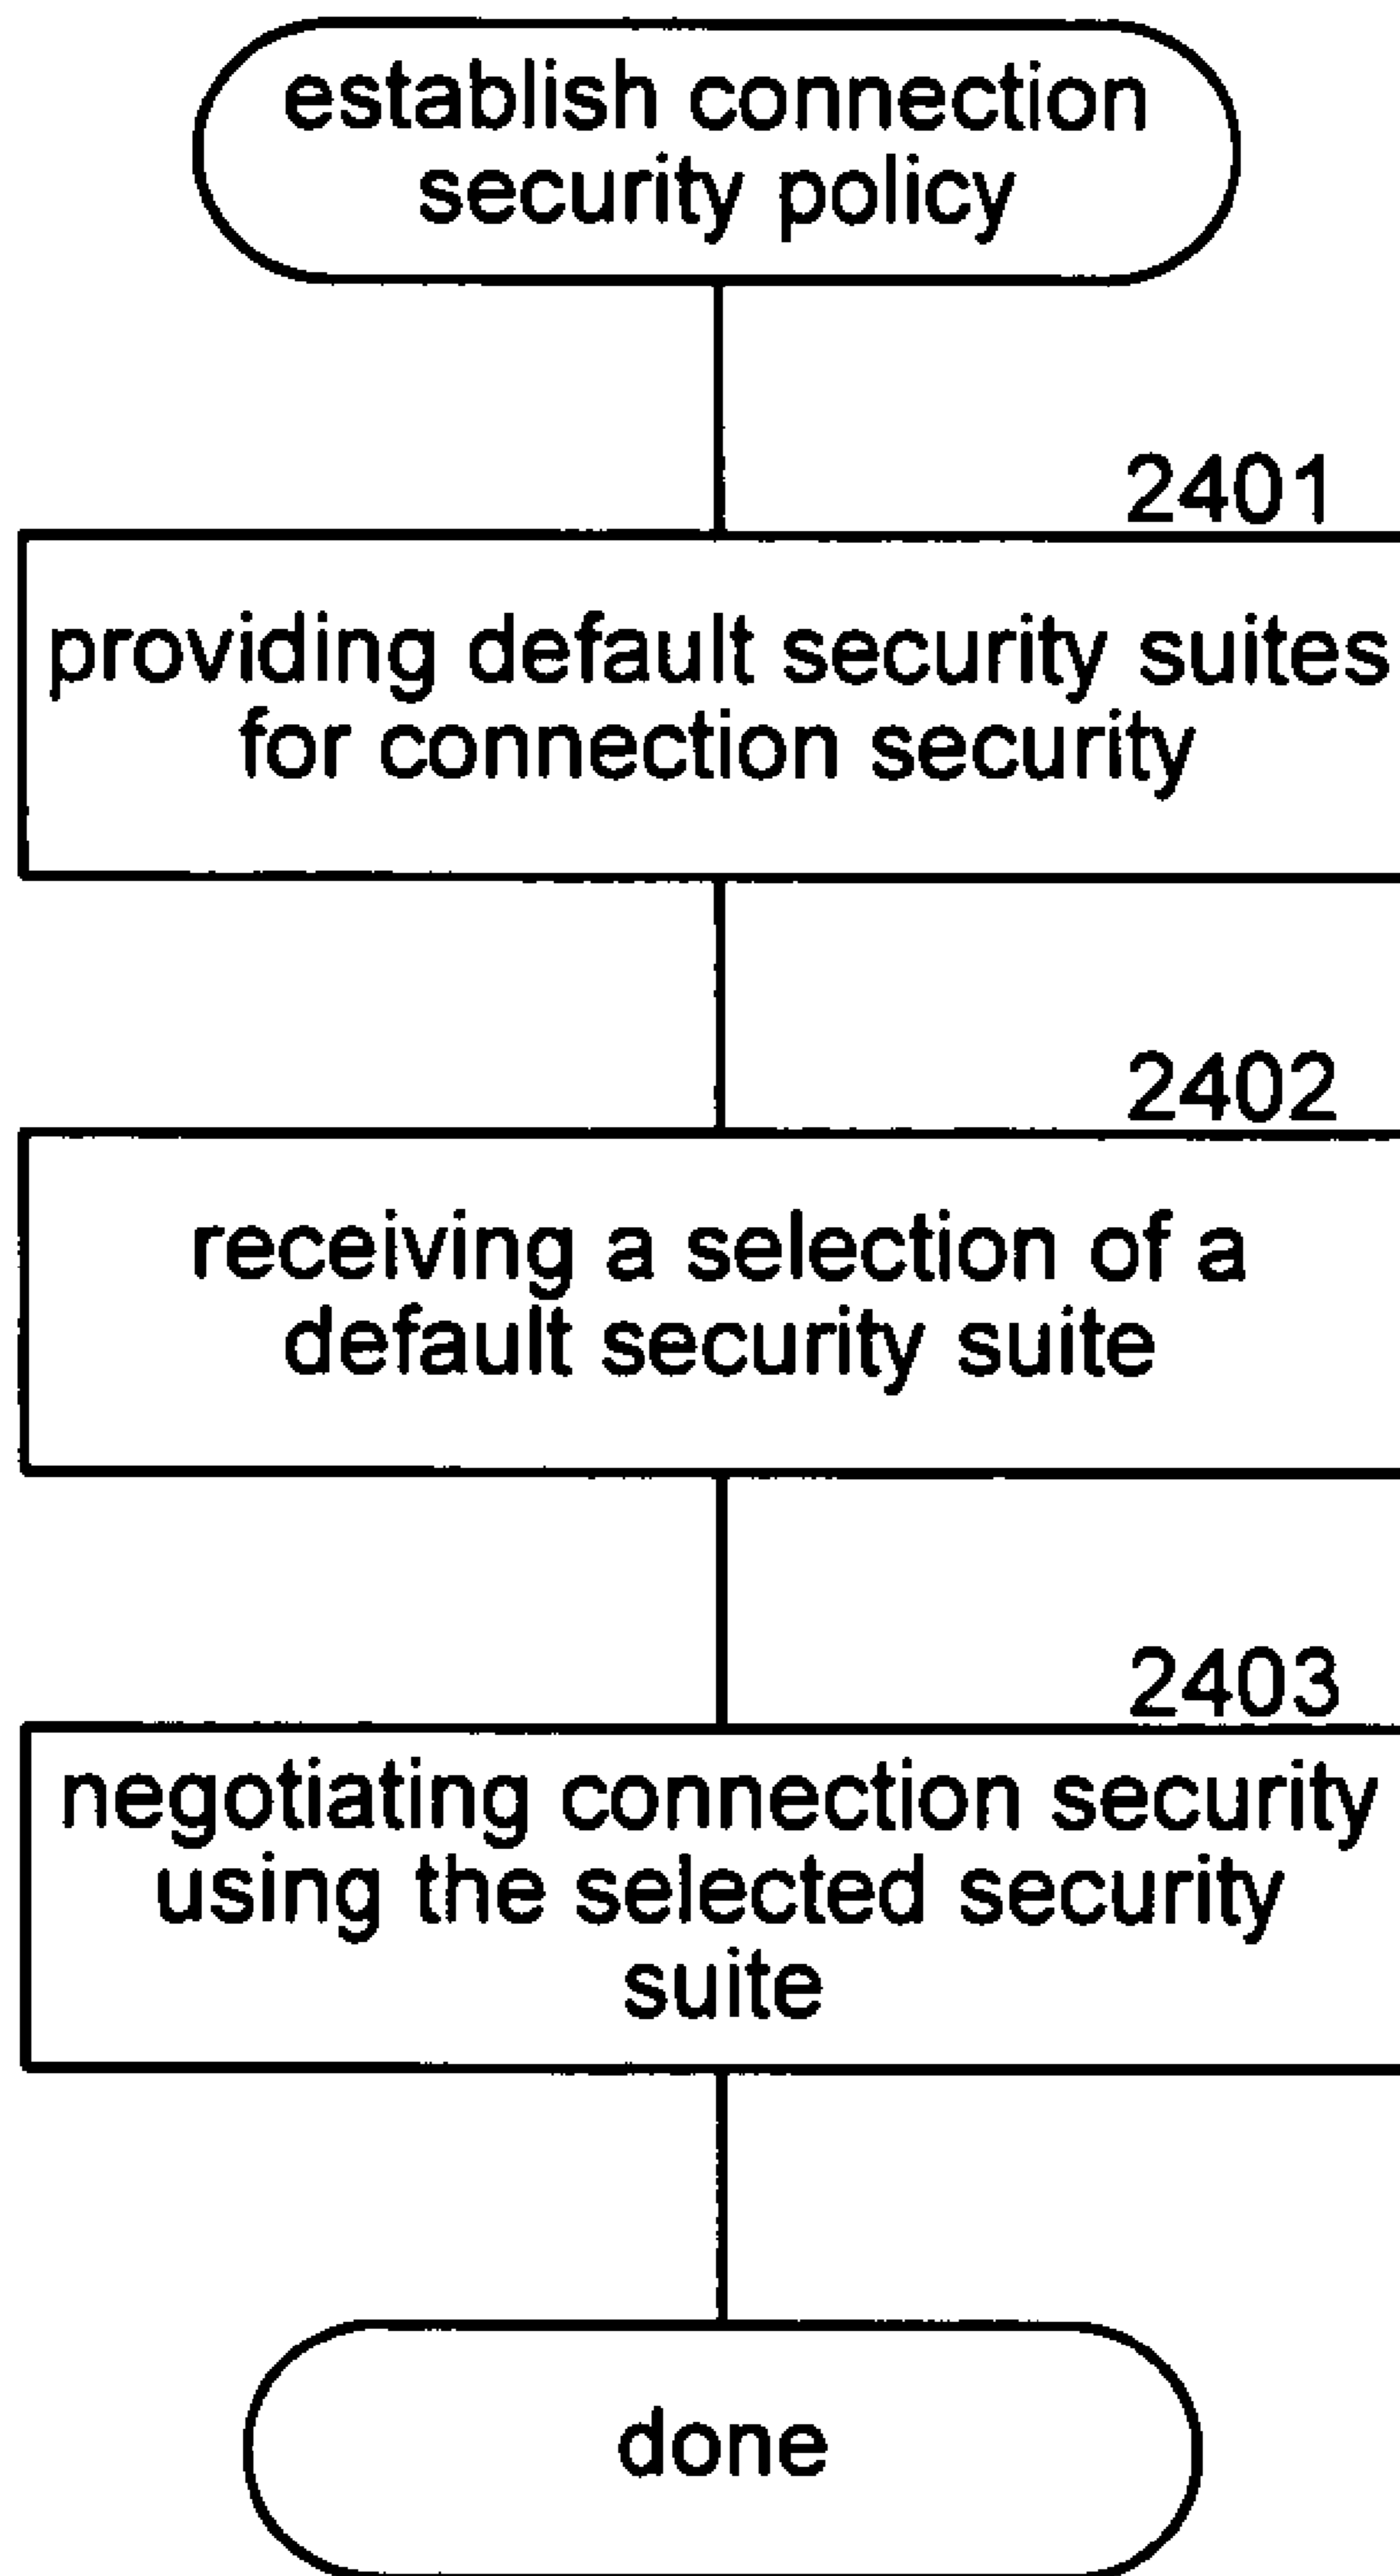 establish connection
security policy
2401
providing default security suites
for connection security
2402
receiving a selection of a
default security suite
2403
negotiating connection security
using the selected security
suite
done